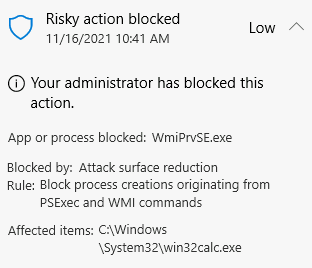 Risky action blocked
11/16/2021 10:41 AM
Low
Your administrator has blocked this
action.
App or process blocked: WmiPrvSE.exe
Blocked by: Attack surface reduction
Rule: Block process creations originating from
PSExec and WMI commands
Affected items: C:\Windows
\System32\win32calc.exe